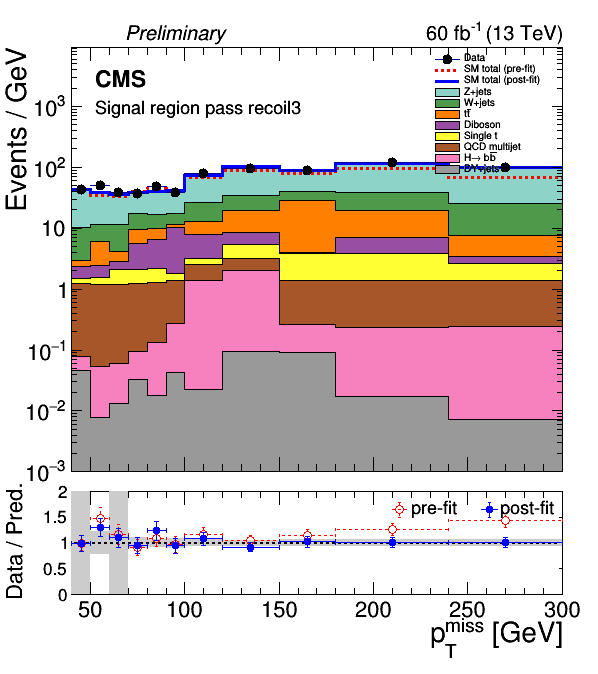 Preliminary
60 fb⁻¹ (13 TeV)
CMS
Signal region pass recoil3
Data
SM total (pre-fit)
SM total (post-fit)
Z+jets
W+jets
tt̅
Diboson
Single t
QCD multijet
H→ bb̅
DY+jets
Events / GeV
10³
10²
10
1
10⁻¹
10⁻²
10⁻³
pre-fit
post-fit
Data / Pred.
2
1.5
1
0.5
0
50 100 150 200 250 300
p_T^miss [GeV]